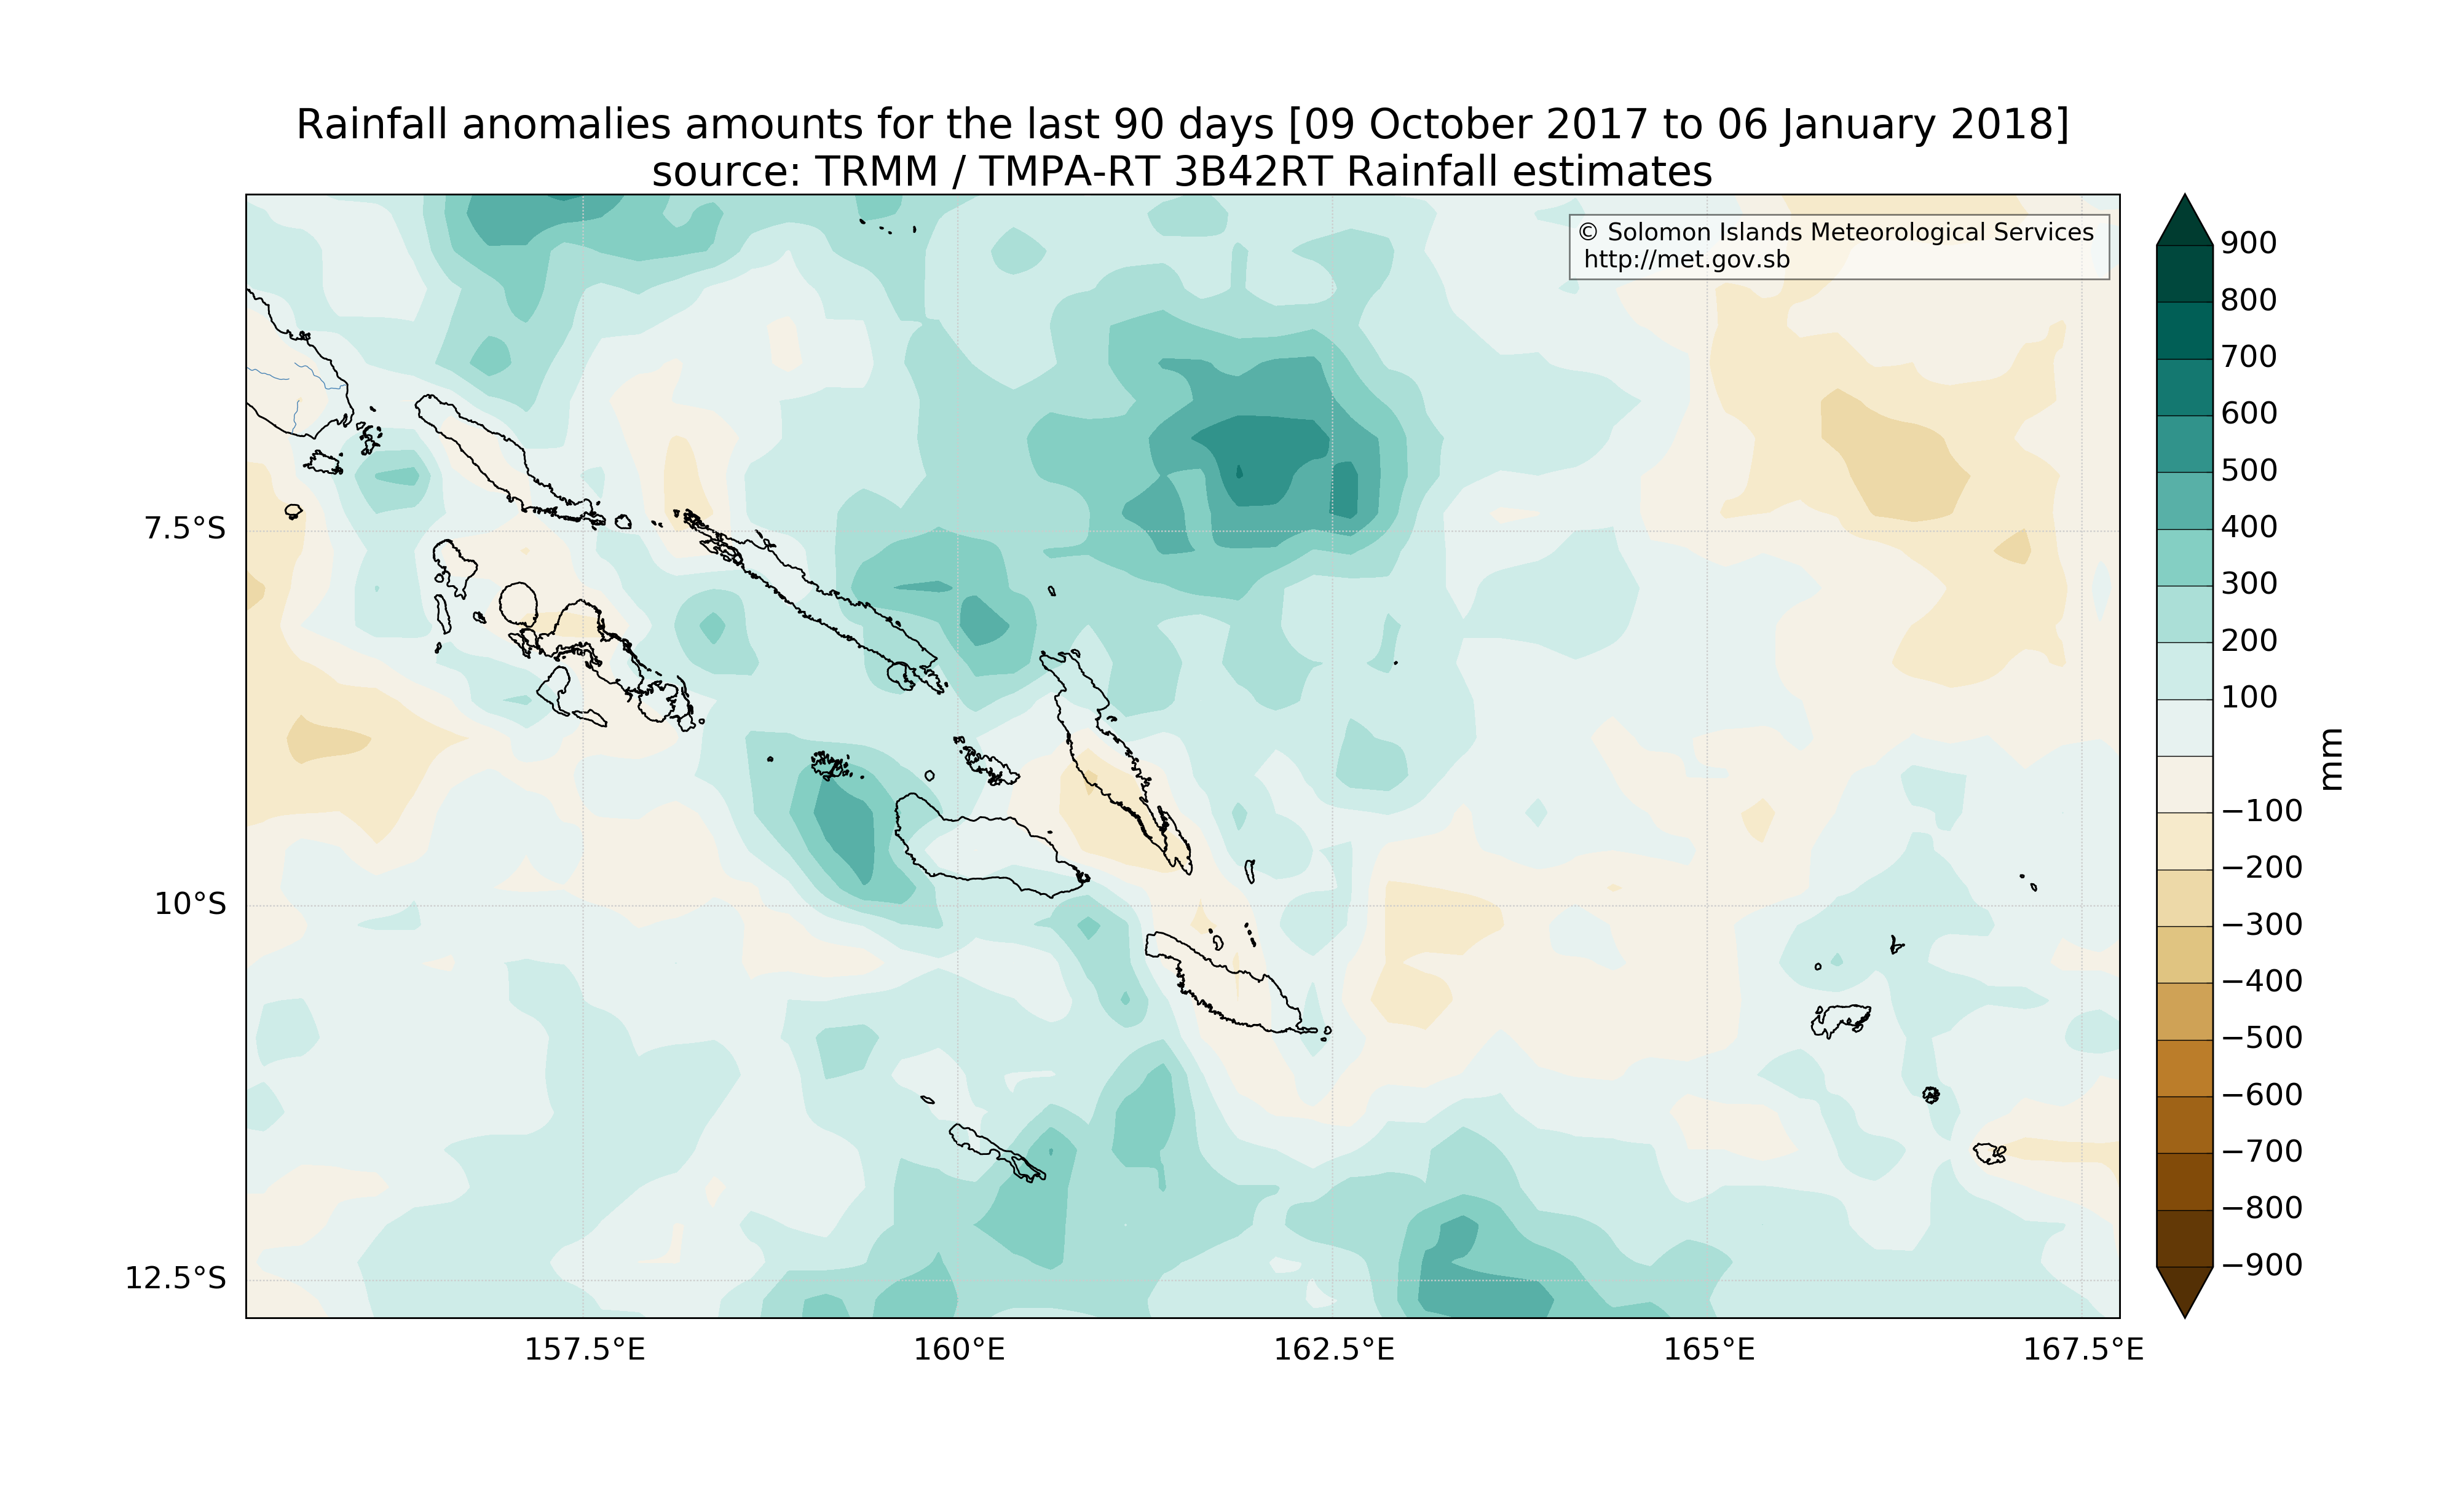 Rainfall anomalies amounts for the last 90 days [09 October 2017 to 06 January 2018]
source: TRMM / TMPA-RT 3B42RT Rainfall estimates
© Solomon Islands Meteorological Services
http://met.gov.sb
7.5°S
10°S
12.5°S
157.5°E
160°E
162.5°E
165°E
167.5°E
900
800
700
600
500
400
300
200
100
−100
−200
−300
−400
−500
−600
−700
−800
−900
mm